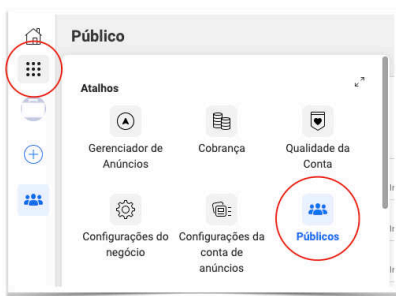 Público
Atalhos
Gerenciador de
Anúncios
Cobrança
Qualidade da
Conta
Configurações do
negócio
Configurações da
conta de
anúncios
Públicos